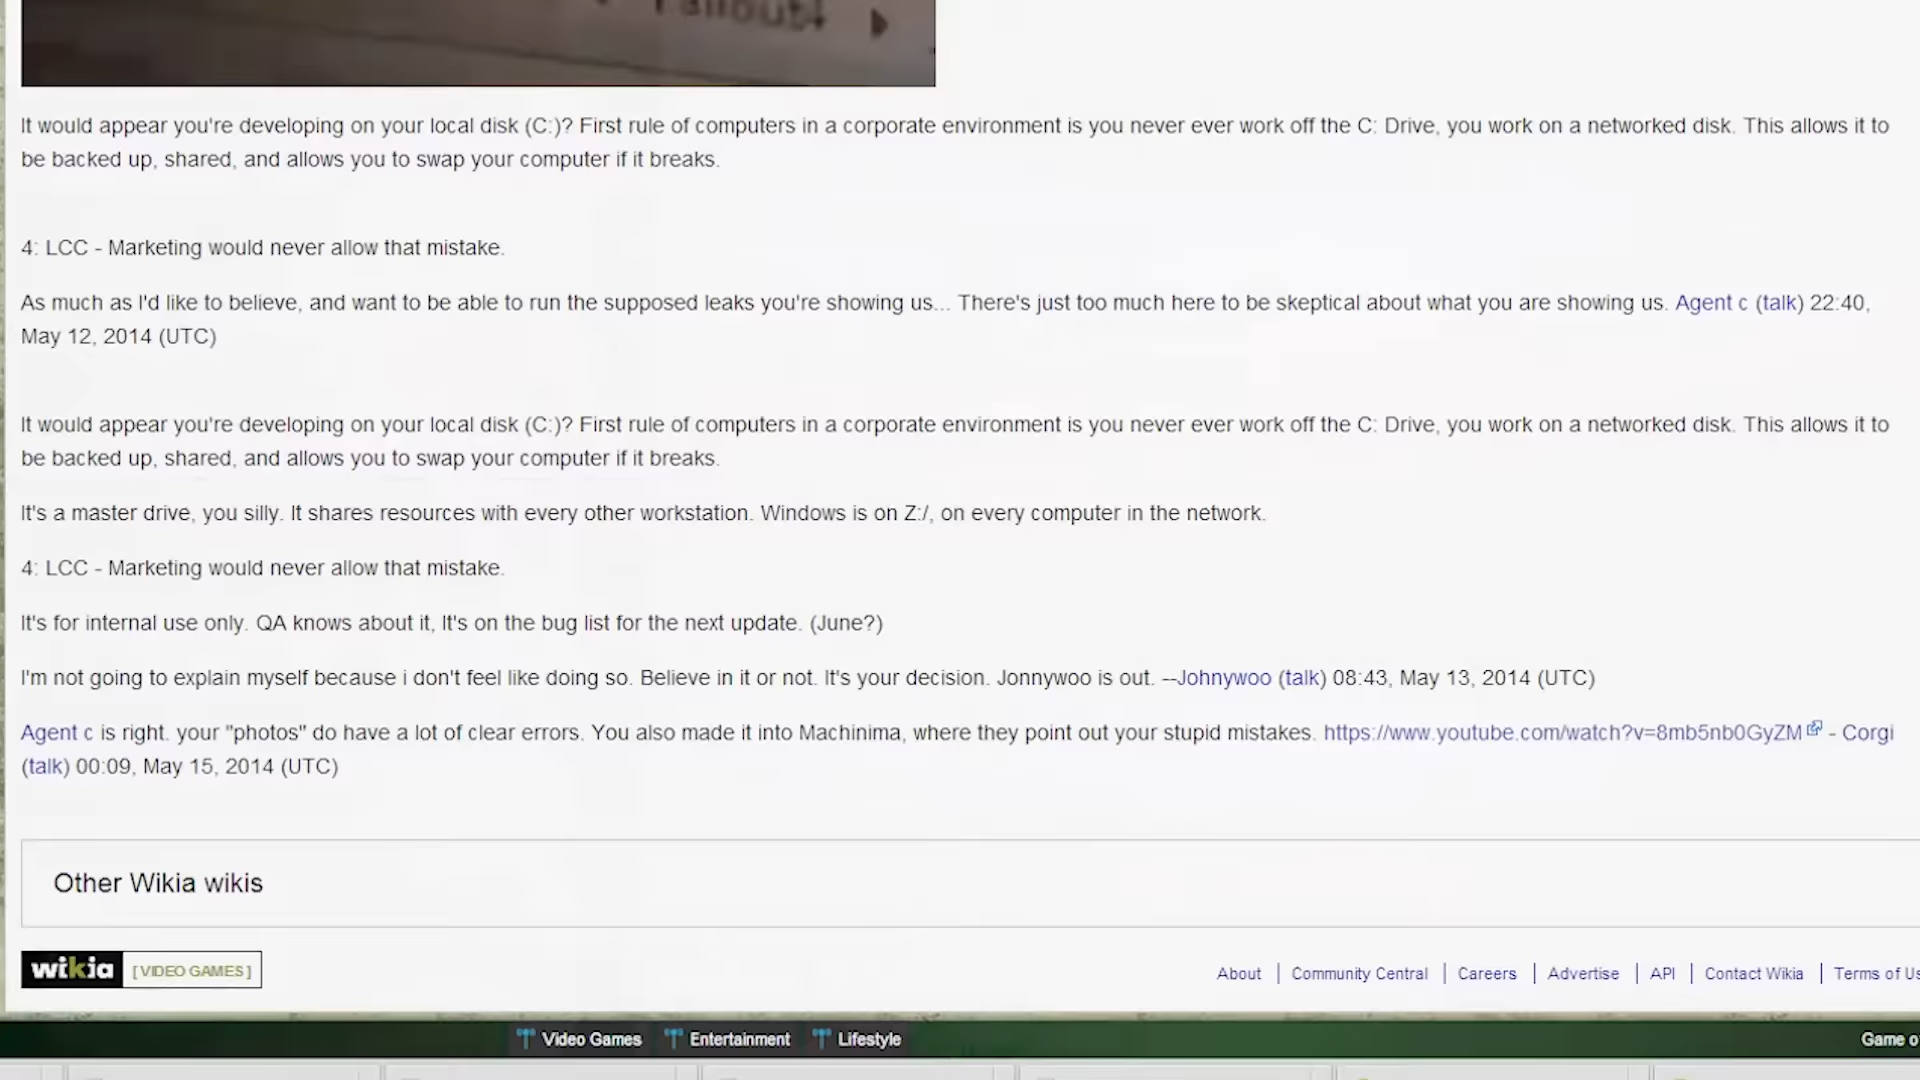 Fallout4
It would appear you're developing on your local disk (C:)? First rule of computers in a corporate environment is you never ever work off the C: Drive, you work on a networked disk. This allows it to
be backed up, shared, and allows you to swap your computer if it breaks.
4: LCC - Marketing would never allow that mistake.
As much as I'd like to believe, and want to be able to run the supposed leaks you're showing us... There's just too much here to be skeptical about what you are showing us. Agent c (talk) 22:40,
May 12, 2014 (UTC)
It would appear you're developing on your local disk (C:)? First rule of computers in a corporate environment is you never ever work off the C: Drive, you work on a networked disk. This allows it to
be backed up, shared, and allows you to swap your computer if it breaks.
It's a master drive, you silly. It shares resources with every other workstation. Windows is on Z:/, on every computer in the network.
4: LCC - Marketing would never allow that mistake.
It's for internal use only. QA knows about it, It's on the bug list for the next update. (June?)
I'm not going to explain myself because i don't feel like doing so. Believe in it or not. It's your decision. Jonnywoo is out. --Johnywoo (talk) 08:43, May 13, 2014 (UTC)
Agent c is right. your "photos" do have a lot of clear errors. You also made it into Machinima, where they point out your stupid mistakes. https://www.youtube.com/watch?v=8mb5nb0GyZM - Corgi
(talk) 00:09, May 15, 2014 (UTC)
Other Wikia wikis
wikia [VIDEO GAMES]
About | Community Central | Careers | Advertise | API | Contact Wikia | Terms of Us
Video Games Entertainment Lifestyle Game o